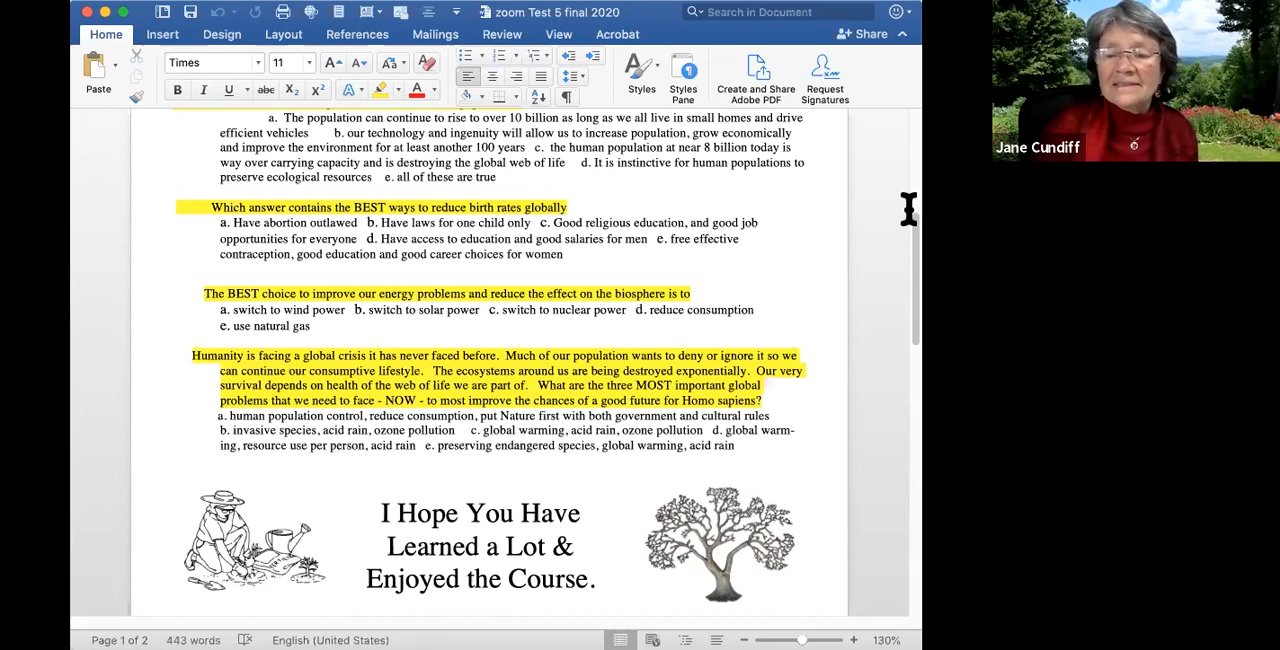 zoom Test 5 final 2020
Search in Document
Home Insert Design Layout References Mailings Review View Acrobat Share
Paste
Times 11
B I U abc X2 X2 A A
Styles
Styles Pane
Create and Share Adobe PDF
Request Signatures
a. The population can continue to rise to over 10 billion as long as we all live in small homes and drive
efficient vehicles b. our technology and ingenuity will allow us to increase population, grow economically
and improve the environment for at least another 100 years c. the human population at near 8 billion today is
way over carrying capacity and is destroying the global web of life d. It is instinctive for human populations to
preserve ecological resources e. all of these are true
Which answer contains the BEST ways to reduce birth rates globally
a. Have abortion outlawed b. Have laws for one child only c. Good religious education, and good job
opportunities for everyone d. Have access to education and good salaries for men e. free effective
contraception, good education and good career choices for women
The BEST choice to improve our energy problems and reduce the effect on the biosphere is to
a. switch to wind power b. switch to solar power c. switch to nuclear power d. reduce consumption
e. use natural gas
Humanity is facing a global crisis it has never faced before. Much of our population wants to deny or ignore it so we
can continue our consumptive lifestyle. The ecosystems around us are being destroyed exponentially. Our very
survival depends on health of the web of life we are part of. What are the three MOST important global
problems that we need to face - NOW - to most improve the chances of a good future for Homo sapiens?
a. human population control, reduce consumption, put Nature first with both government and cultural rules
b. invasive species, acid rain, ozone pollution c. global warming, acid rain, ozone pollution d. global warm-
ing, resource use per person, acid rain e. preserving endangered species, global warming, acid rain
I Hope You Have
Learned a Lot &
Enjoyed the Course.
Page 1 of 2 443 words English (United States) 130%
Jane Cundiff